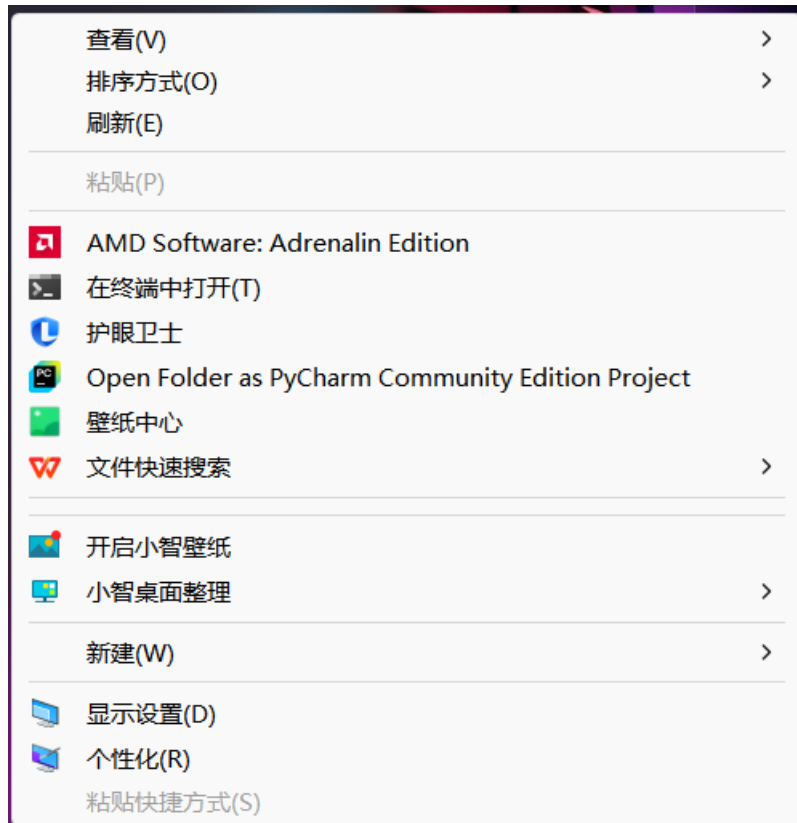 查看(V)
排序方式(O)
刷新(E)
粘贴(P)
AMD Software: Adrenalin Edition
在终端中打开(T)
护眼卫士
PC
Open Folder as PyCharm Community Edition Project
壁纸中心
文件快速搜索
开启小智壁纸
小智桌面整理
新建(W)
显示设置(D)
个性化(R)
粘贴快捷方式(S)